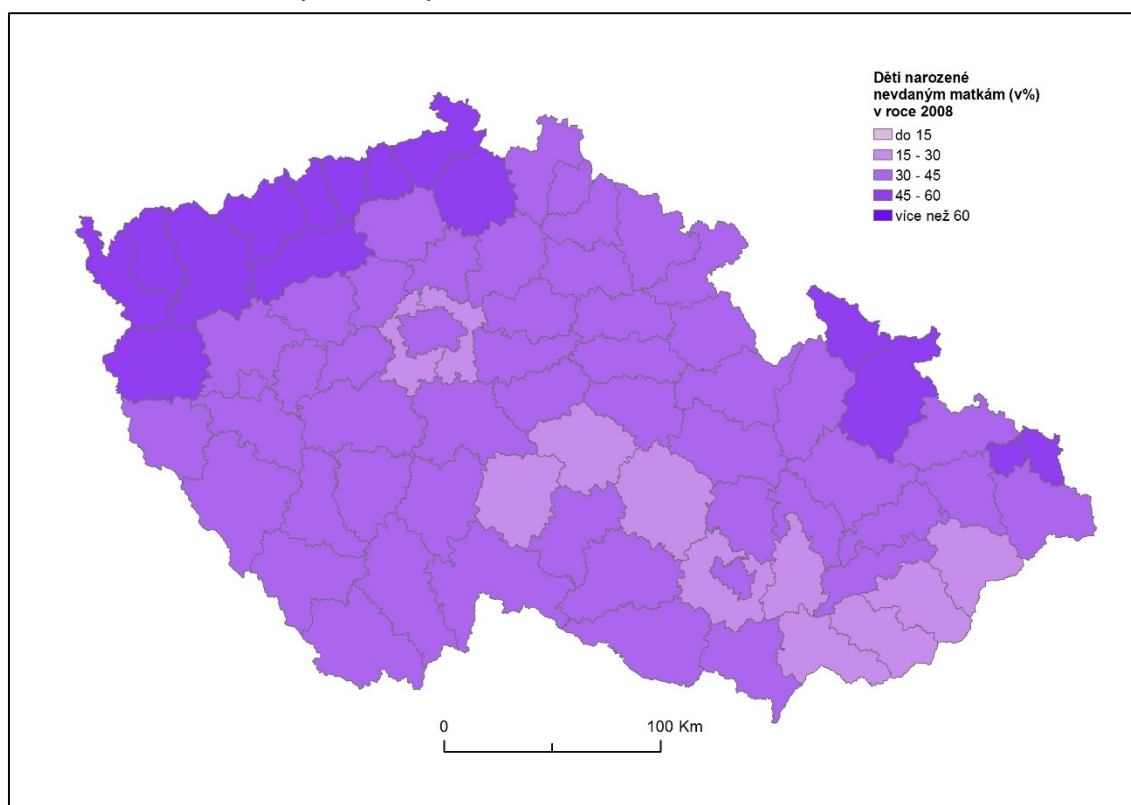 Děti narozené
nevdaným matkám (v%)
v roce 2008
do 15
15 - 30
30 - 45
45 - 60
více než 60
0
100 Km